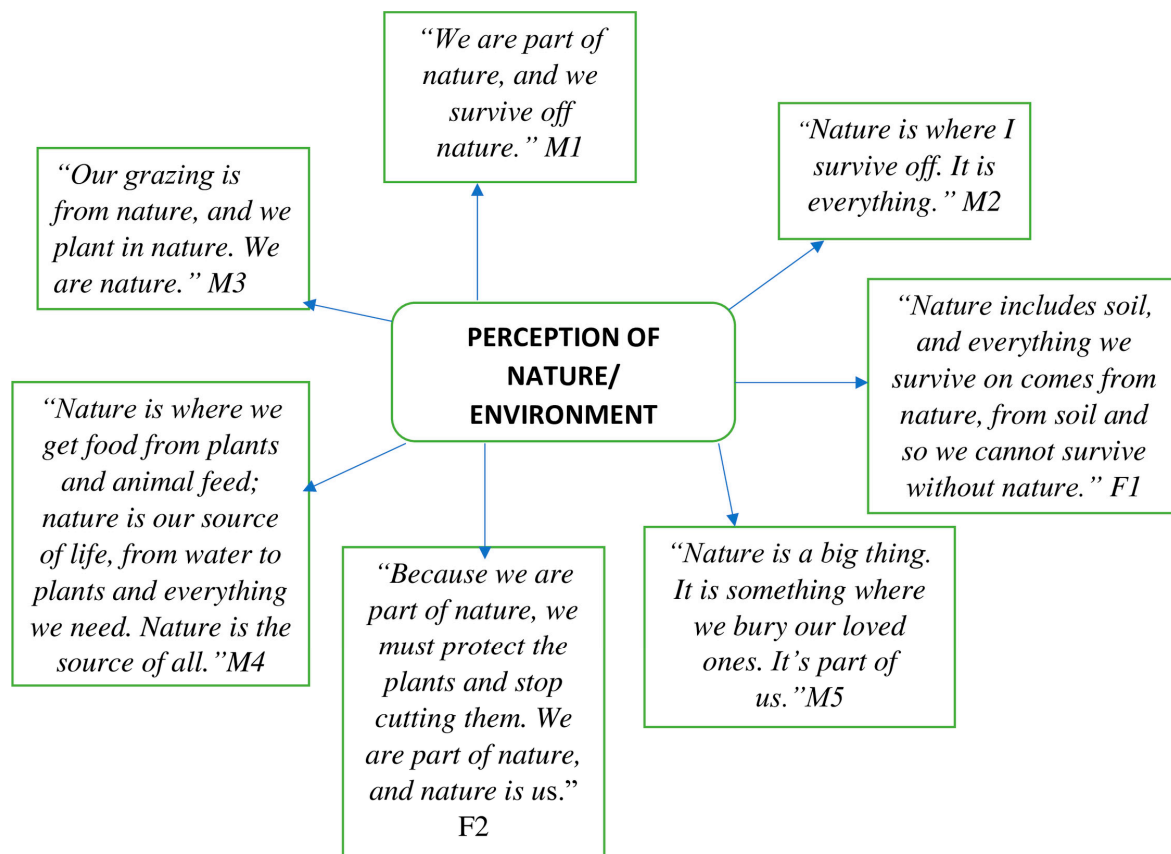 “We are part of
nature, and we
survive off
nature.” M1
“Nature is where I
survive off. It is
everything.” M2
“Our grazing is
from nature, and we
plant in nature. We
are nature.” M3
PERCEPTION OF
NATURE/
ENVIRONMENT
“Nature includes soil,
and everything we
survive on comes from
nature, from soil and
so we cannot survive
without nature.” F1
“Nature is where we
get food from plants
and animal feed;
nature is our source
of life, from water to
plants and everything
we need. Nature is the
source of all.”M4
“Because we are
part of nature, we
must protect the
plants and stop
cutting them. We
are part of nature,
and nature is us.”
F2
“Nature is a big thing.
It is something where
we bury our loved
ones. It’s part of
us.”M5